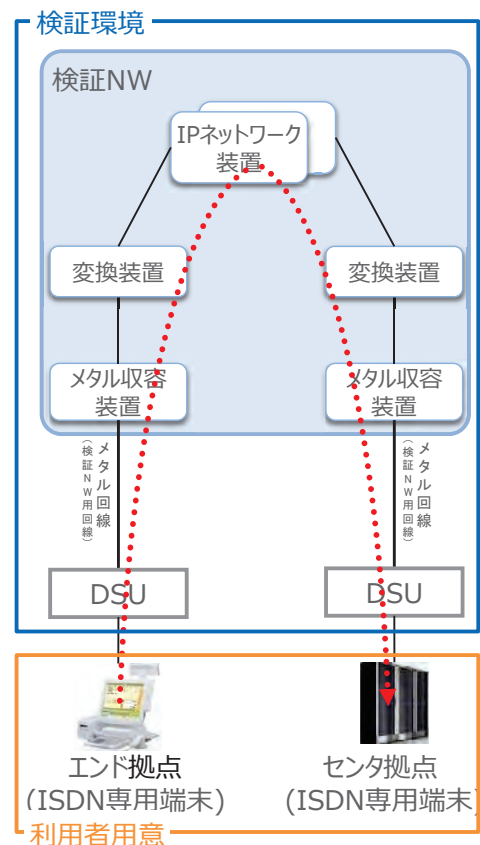 検証環境
検証NW
IPネットワーク
装置
変換装置
変換装置
メタル収容
装置
メタル収容
装置
メタル回線
(検証NW用回線)
メタル回線
(検証NW用回線)
DSU
DSU
エンド拠点
(ISDN専用端末)
センタ拠点
(ISDN専用端末)
利用者用意